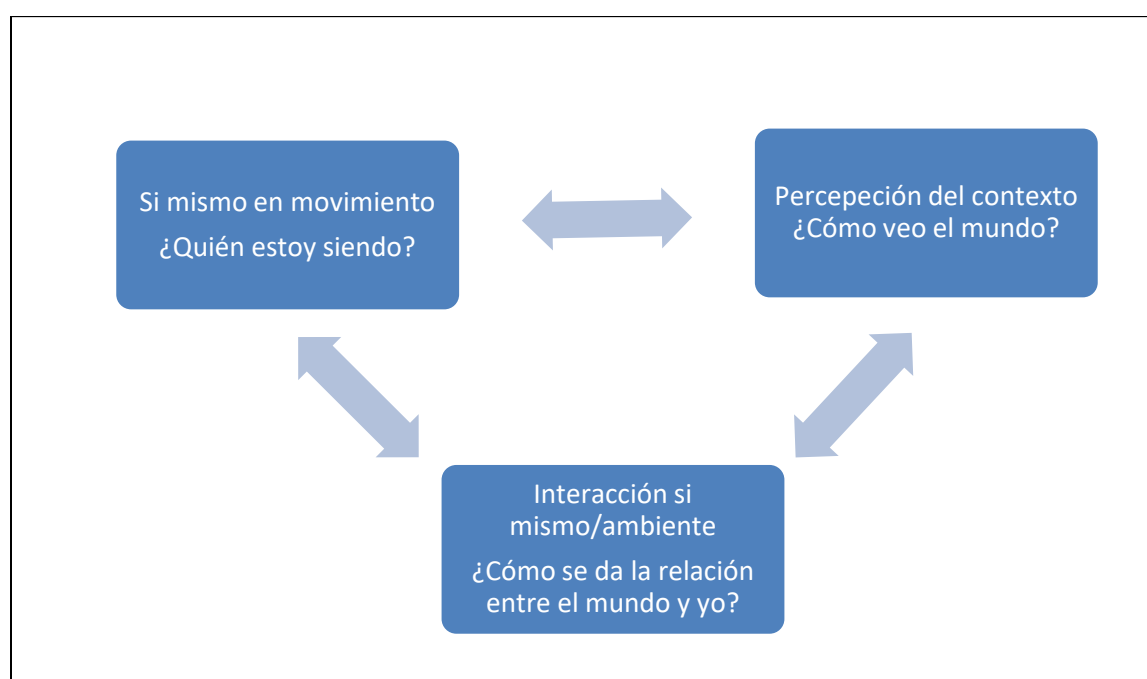 Si mismo en movimiento
¿Quién estoy siendo?
Percepeción del contexto
¿Cómo veo el mundo?
Interacción si
mismo/ambiente
¿Cómo se da la relación
entre el mundo y yo?